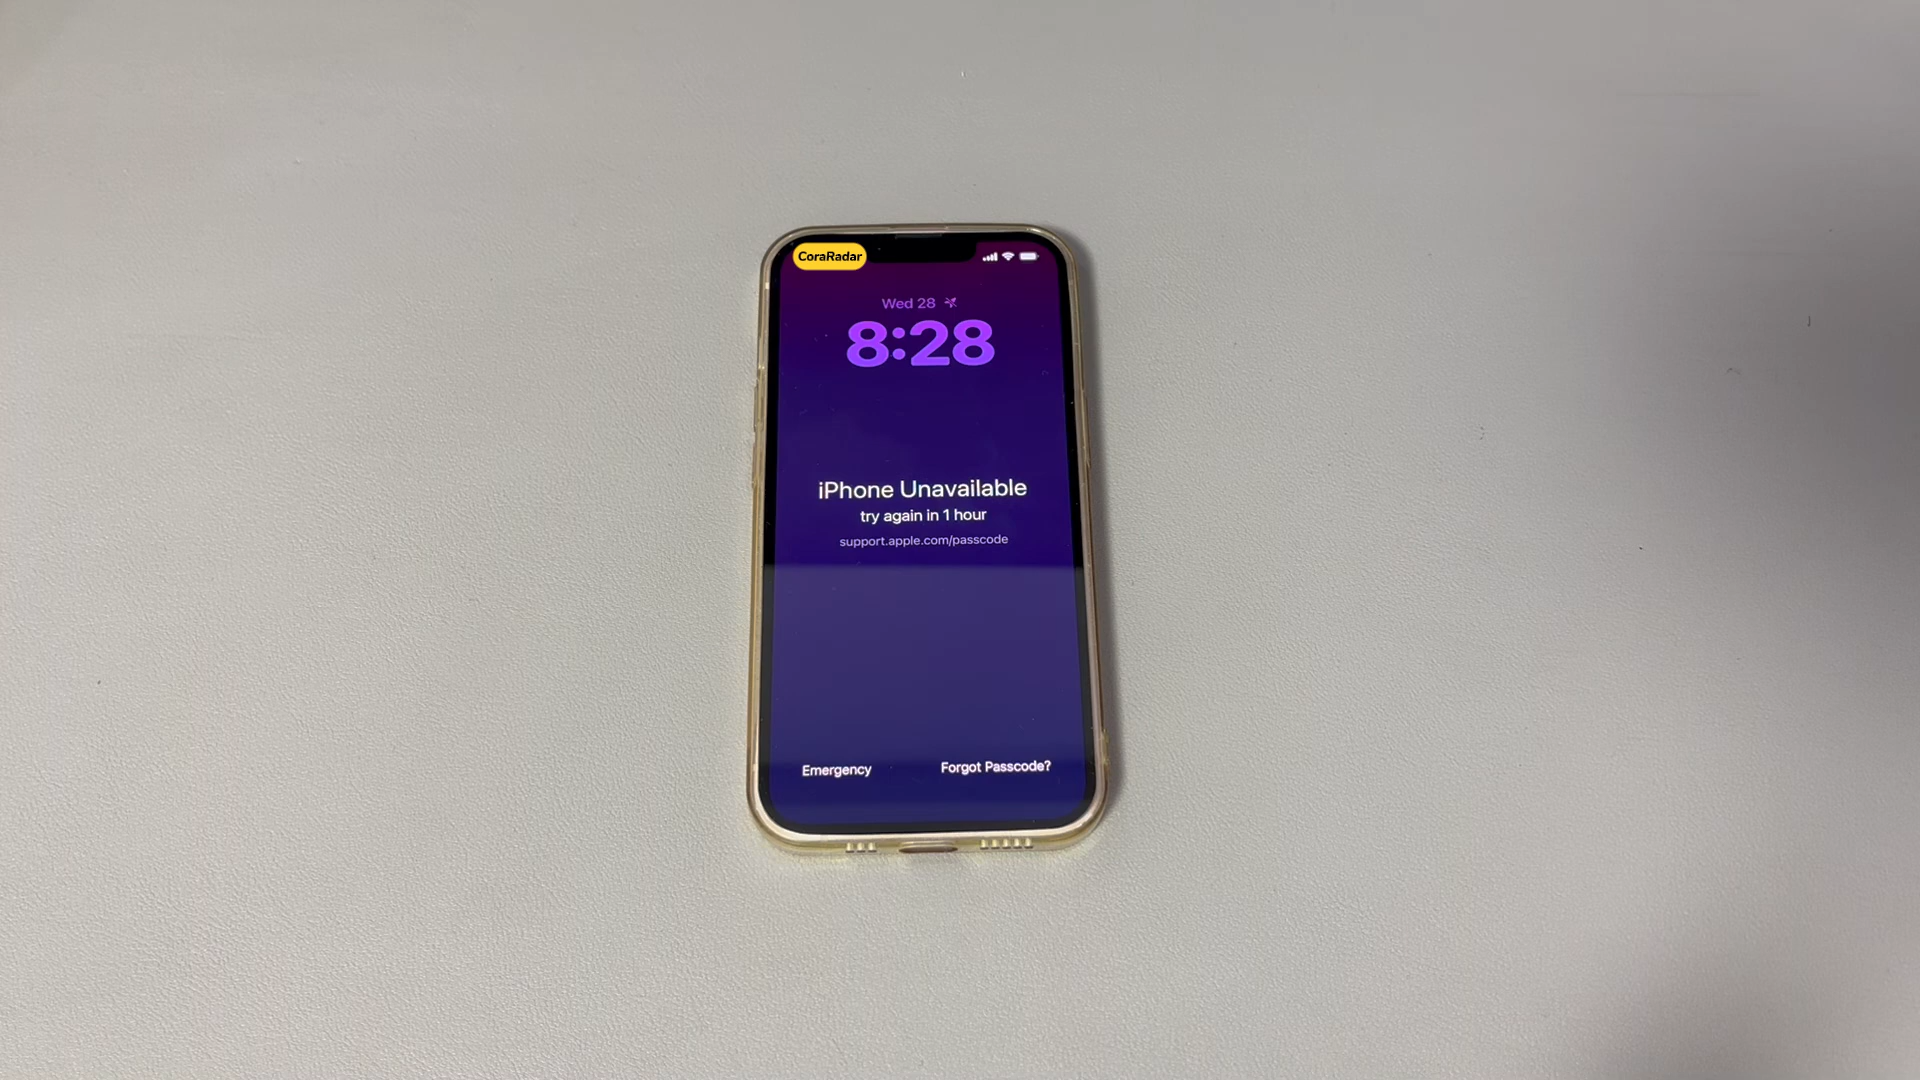 CoraRadar
Wed 28
8:28
iPhone Unavailable
try again in 1 hour
support.apple.com/passcode
Emergency
Forgot Passcode?